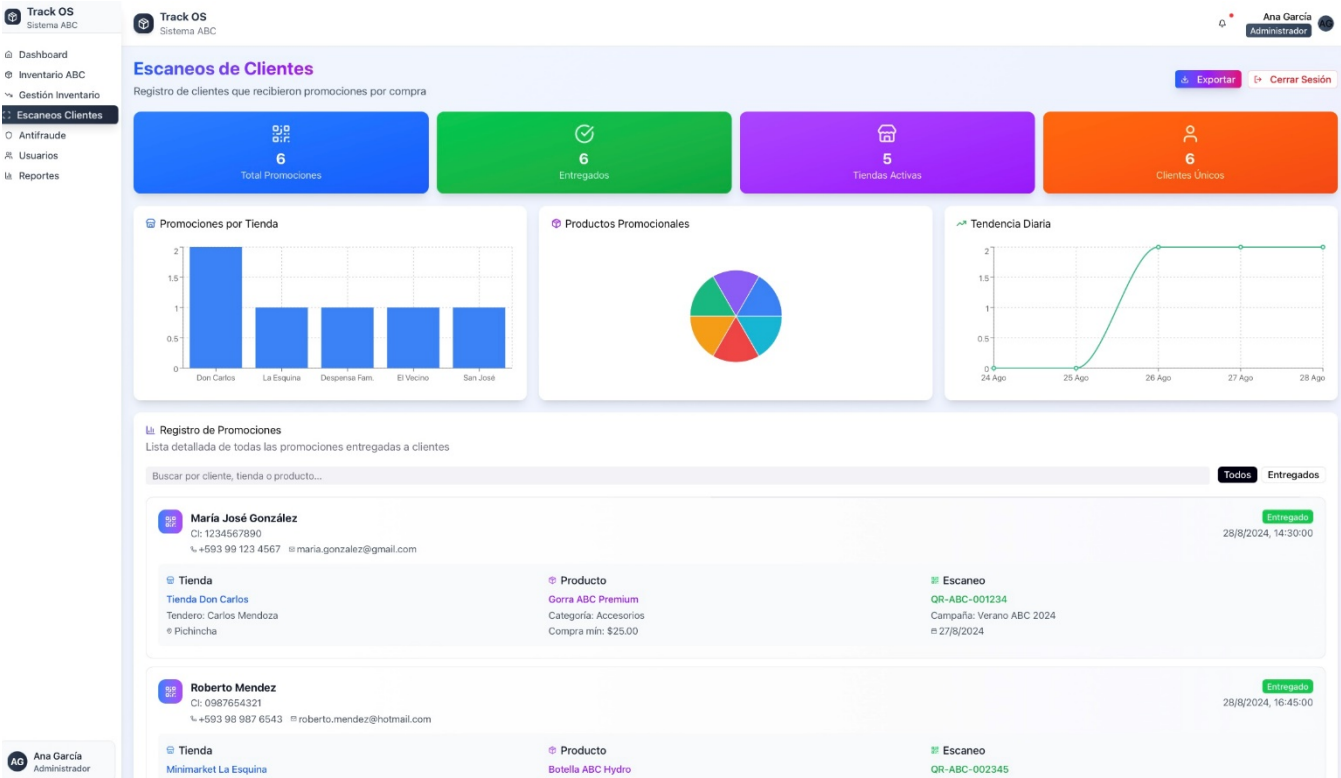 Track OS
Sistema ABC
Dashboard
Inventario ABC
Gestión Inventario
Escaneos Clientes
Antifraude
Usuarios
Reportes
AG
Ana García
Administrador
Track OS
Sistema ABC
Ana García
Administrador
AG
Escaneos de Clientes
Registro de clientes que recibieron promociones por compra
Exportar
Cerrar Sesión
6
Total Promociones
6
Entregados
5
Tiendas Activas
6
Clientes Únicos
Promociones por Tienda
2
1.5
1
0.5
0
Don Carlos La Esquina Despensa Fam. El Vecino San José
Productos Promocionales
Tendencia Diaria
2
1.5
1
0.5
0
24 Ago 25 Ago 26 Ago 27 Ago 28 Ago
Registro de Promociones
Lista detallada de todas las promociones entregadas a clientes
Buscar por cliente, tienda o producto...
Todos Entregados
María José González
CI: 1234567890
+593 99 123 4567 maria.gonzalez@gmail.com
Entregado
28/8/2024, 14:30:00
Tienda
Tienda Don Carlos
Tendero: Carlos Mendoza
Pichincha
Producto
Gorra ABC Premium
Categoría: Accesorios
Compra mín: $25.00
Escaneo
QR-ABC-001234
Campaña: Verano ABC 2024
27/8/2024
Roberto Mendez
CI: 0987654321
+593 98 987 6543 roberto.mendez@hotmail.com
Entregado
28/8/2024, 16:45:00
Tienda
Minimarket La Esquina
Producto
Botella ABC Hydro
Escaneo
QR-ABC-002345